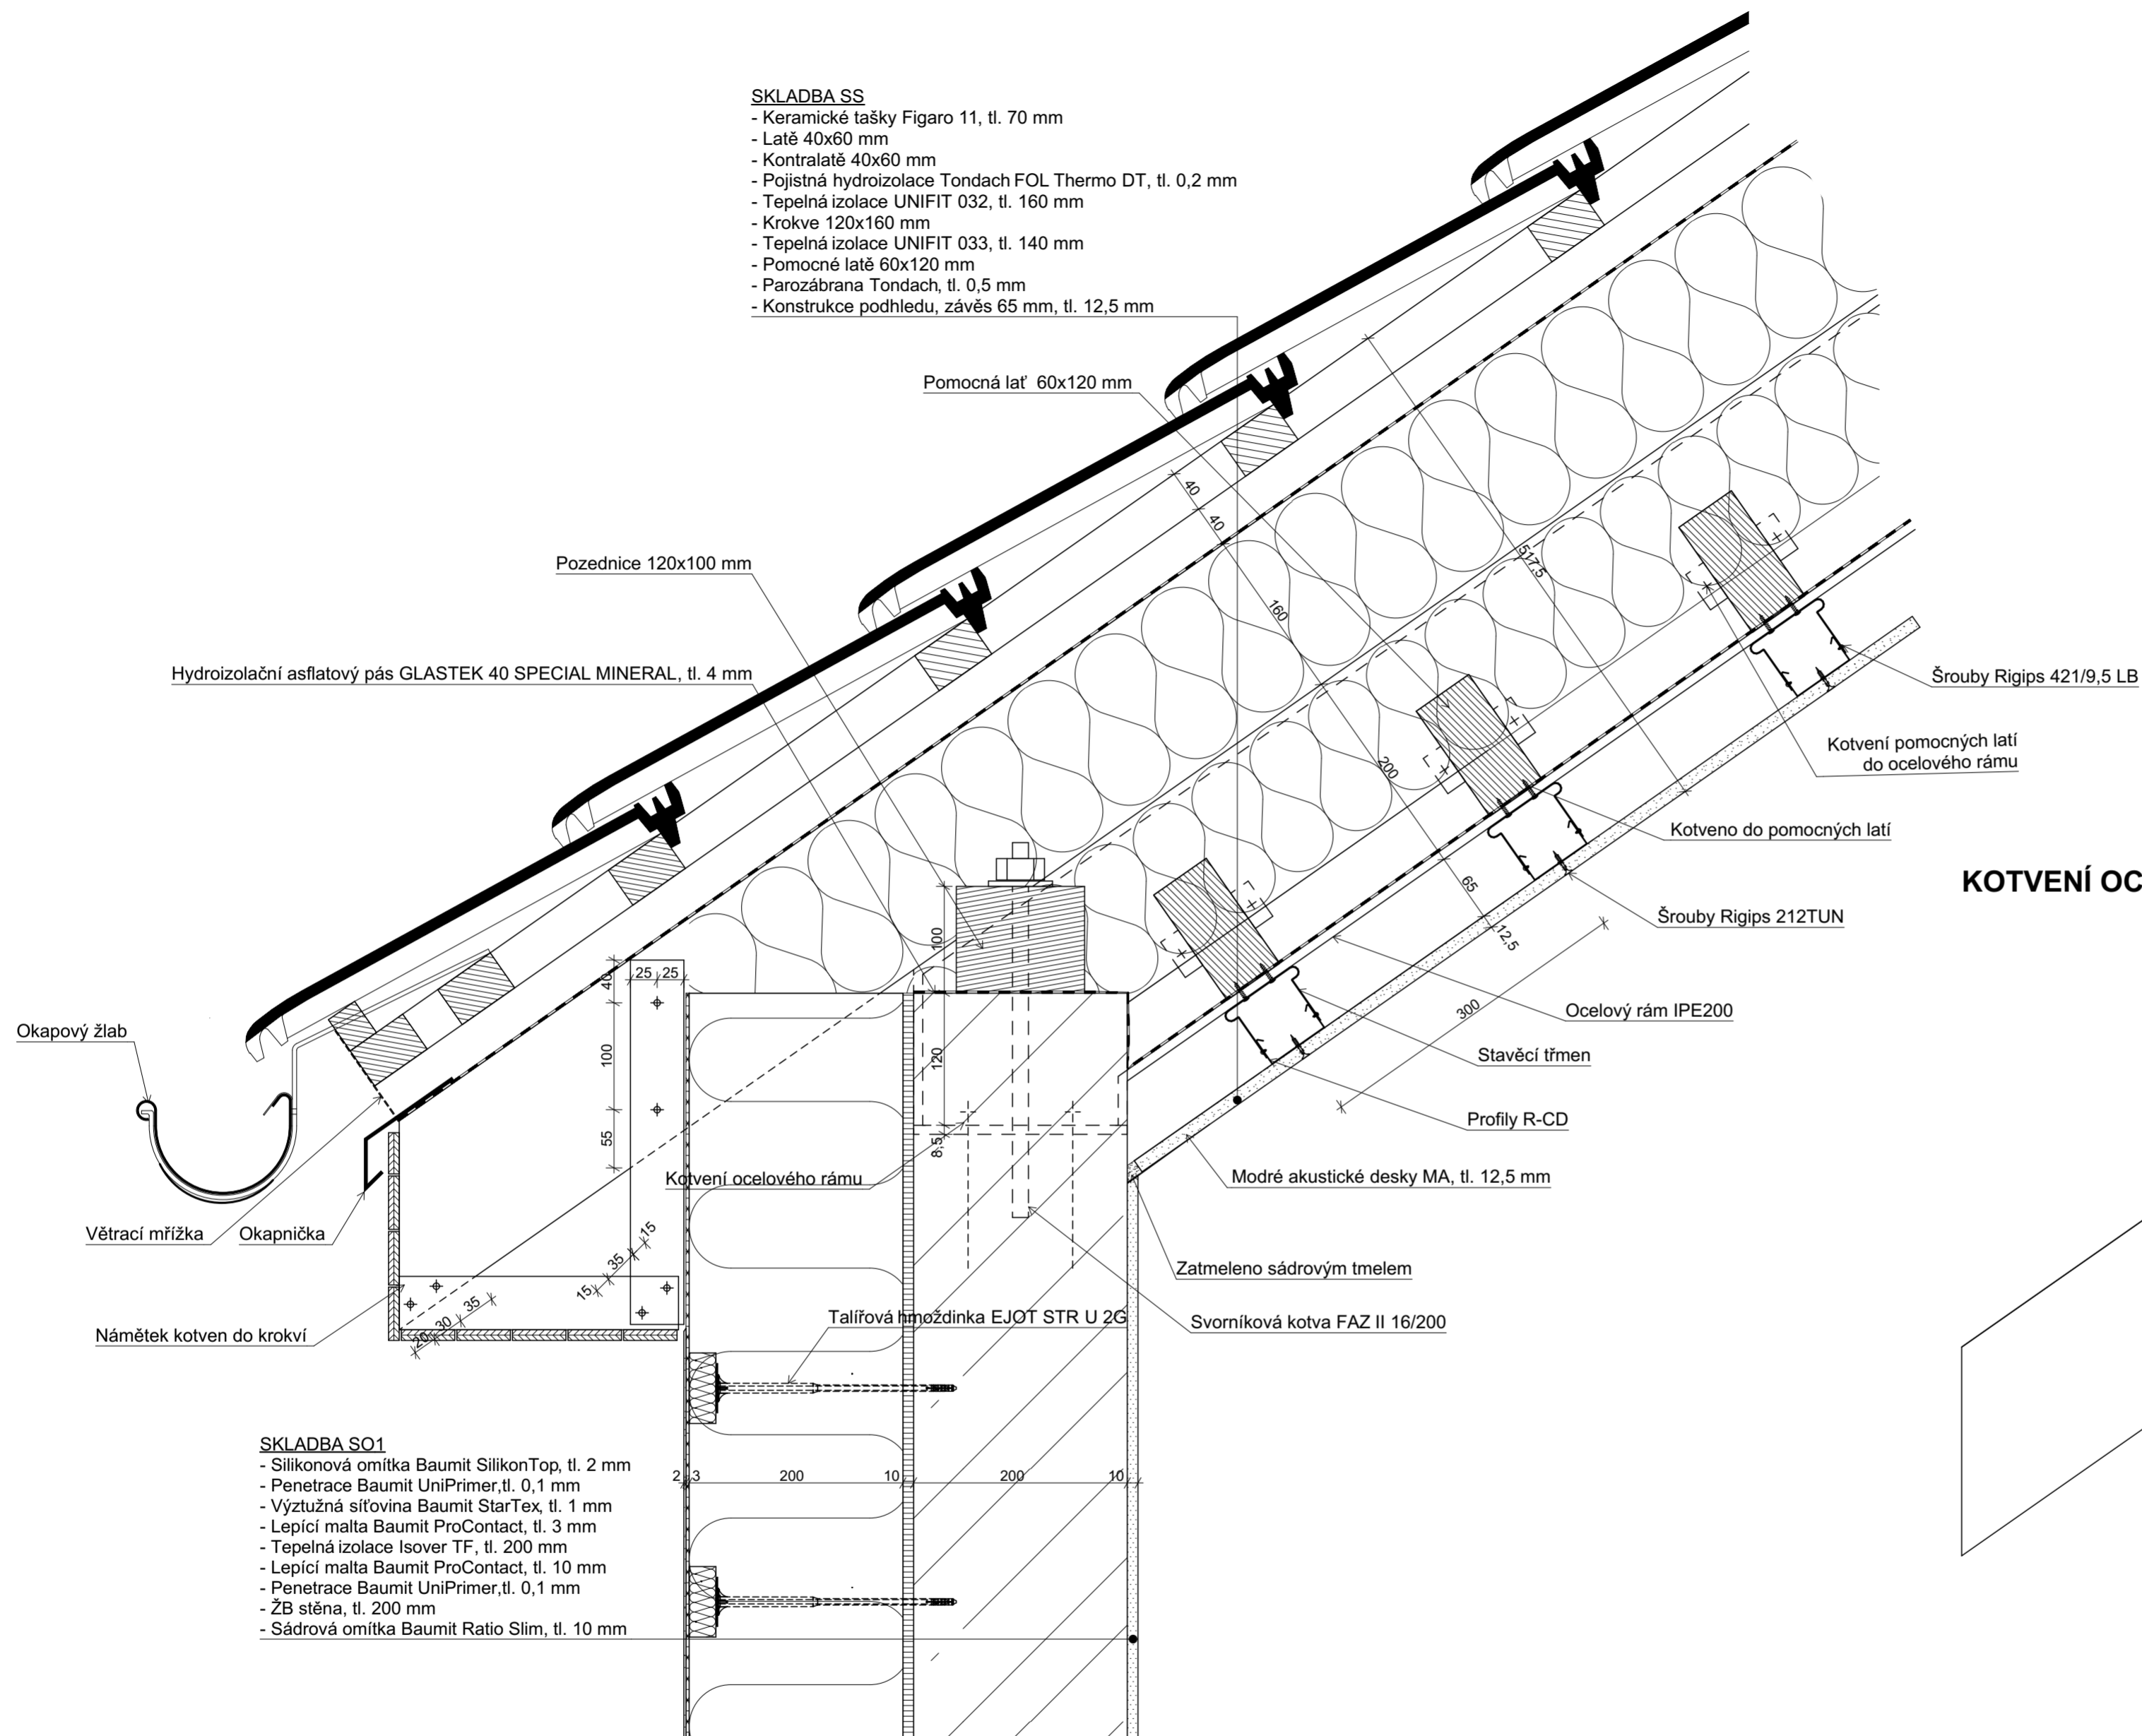 SKLADBA SS
- Keramické tašky Figaro 11, tl. 70 mm
- Latě 40x60 mm
- Kontralatě 40x60 mm
- Pojistná hydroizolace Tondach FOL Thermo DT, tl. 0,2 mm
- Tepelná izolace UNIFIT 032, tl. 160 mm
- Krokve 120x160 mm
- Tepelná izolace UNIFIT 033, tl. 140 mm
- Pomocné latě 60x120 mm
- Parozábrana Tondach, tl. 0,5 mm
- Konstrukce podhledu, závěs 65 mm, tl. 12,5 mm
Pomocná lať 60x120 mm
Pozednice 120x100 mm
Hydroizolační asflatový pás GLASTEK 40 SPECIAL MINERAL, tl. 4 mm
40
40
160
517,5
200
65
12,5
300
Šrouby Rigips 421/9,5 LB
Kotvení pomocných latí
do ocelového rámu
Kotveno do pomocných latí
KOTVENÍ OC
Šrouby Rigips 212TUN
Ocelový rám IPE200
Stavěcí třmen
Profily R-CD
Modré akustické desky MA, tl. 12,5 mm
Zatmeleno sádrovým tmelem
Svorníková kotva FAZ II 16/200
Okapový žlab
Větrací mřížka
Okapnička
Námětek kotven do krokví
25
25
40
100
55
100
120
8,5
Kotvení ocelového rámu
15
35
15
35
30
20
Talířová hmoždinka EJOT STR U 2G
2
3
200
10
200
10
SKLADBA SO1
- Silikonová omítka Baumit SilikonTop, tl. 2 mm
- Penetrace Baumit UniPrimer,tl. 0,1 mm
- Výztužná síťovina Baumit StarTex, tl. 1 mm
- Lepící malta Baumit ProContact, tl. 3 mm
- Tepelná izolace Isover TF, tl. 200 mm
- Lepící malta Baumit ProContact, tl. 10 mm
- Penetrace Baumit UniPrimer,tl. 0,1 mm
- ŽB stěna, tl. 200 mm
- Sádrová omítka Baumit Ratio Slim, tl. 10 mm